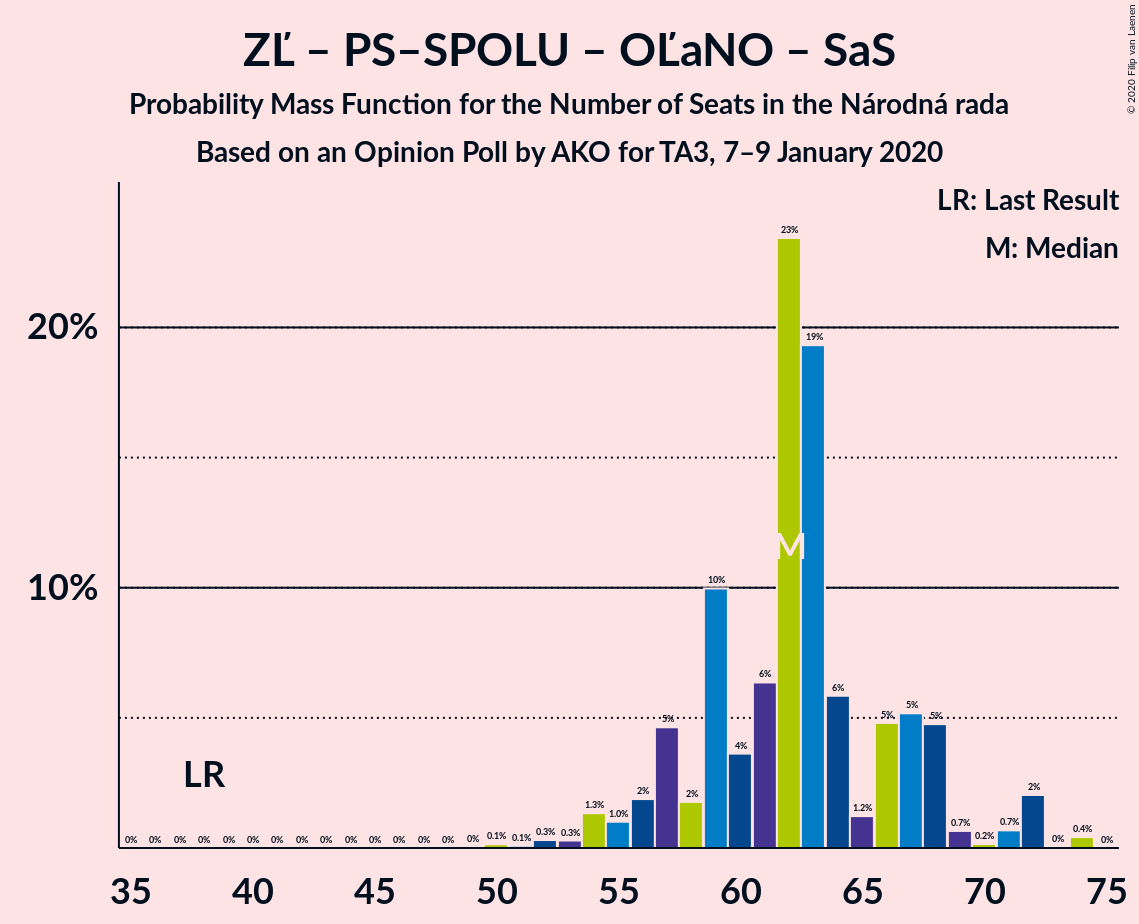 ZĽ – PS–SPOLU – OĽaNO – SaS
Probability Mass Function for the Number of Seats in the Národná rada
Based on an Opinion Poll by AKO for TA3, 7–9 January 2020
© 2020 Filip van Laenen
LR: Last Result
M: Median
20%
10%
LR
M
0% 0% 0% 0% 0% 0% 0% 0% 0% 0% 0% 0% 0% 0% 0% 0.1% 0.1% 0.3% 0.3% 1.3% 1.0% 2% 5% 2% 10% 4% 6% 23% 19% 6% 1.2% 5% 5% 5% 0.7% 0.2% 0.7% 2% 0% 0.4% 0%
35 40 45 50 55 60 65 70 75